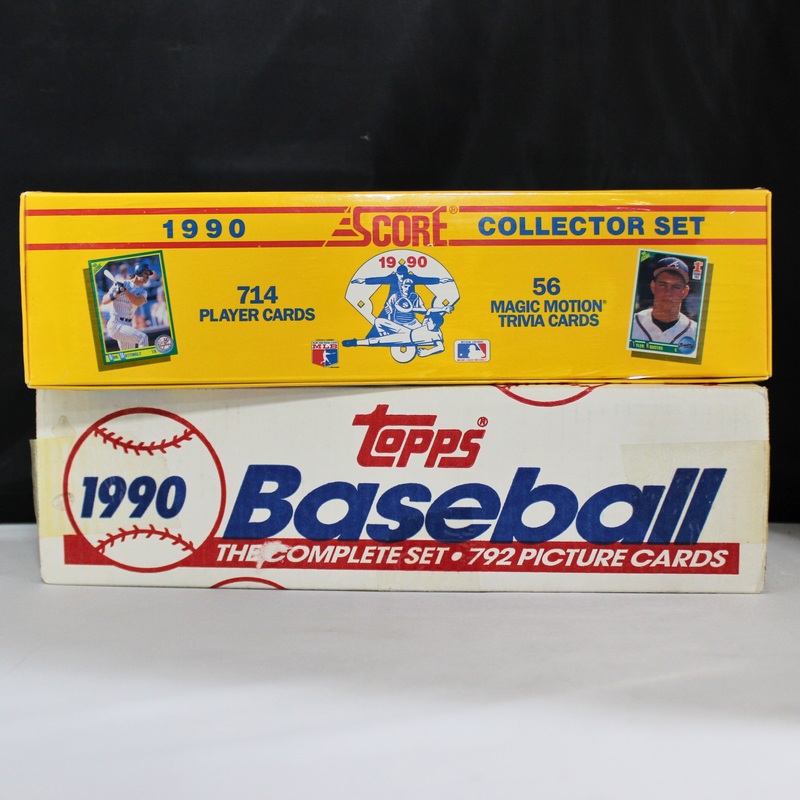 1990 SCORE® COLLECTOR SET
714
PLAYER CARDS
1990
56
MAGIC MOTION®
TRIVIA CARDS
MLB
topps®
1990 Baseball
THE COMPLETE SET • 792 PICTURE CARDS